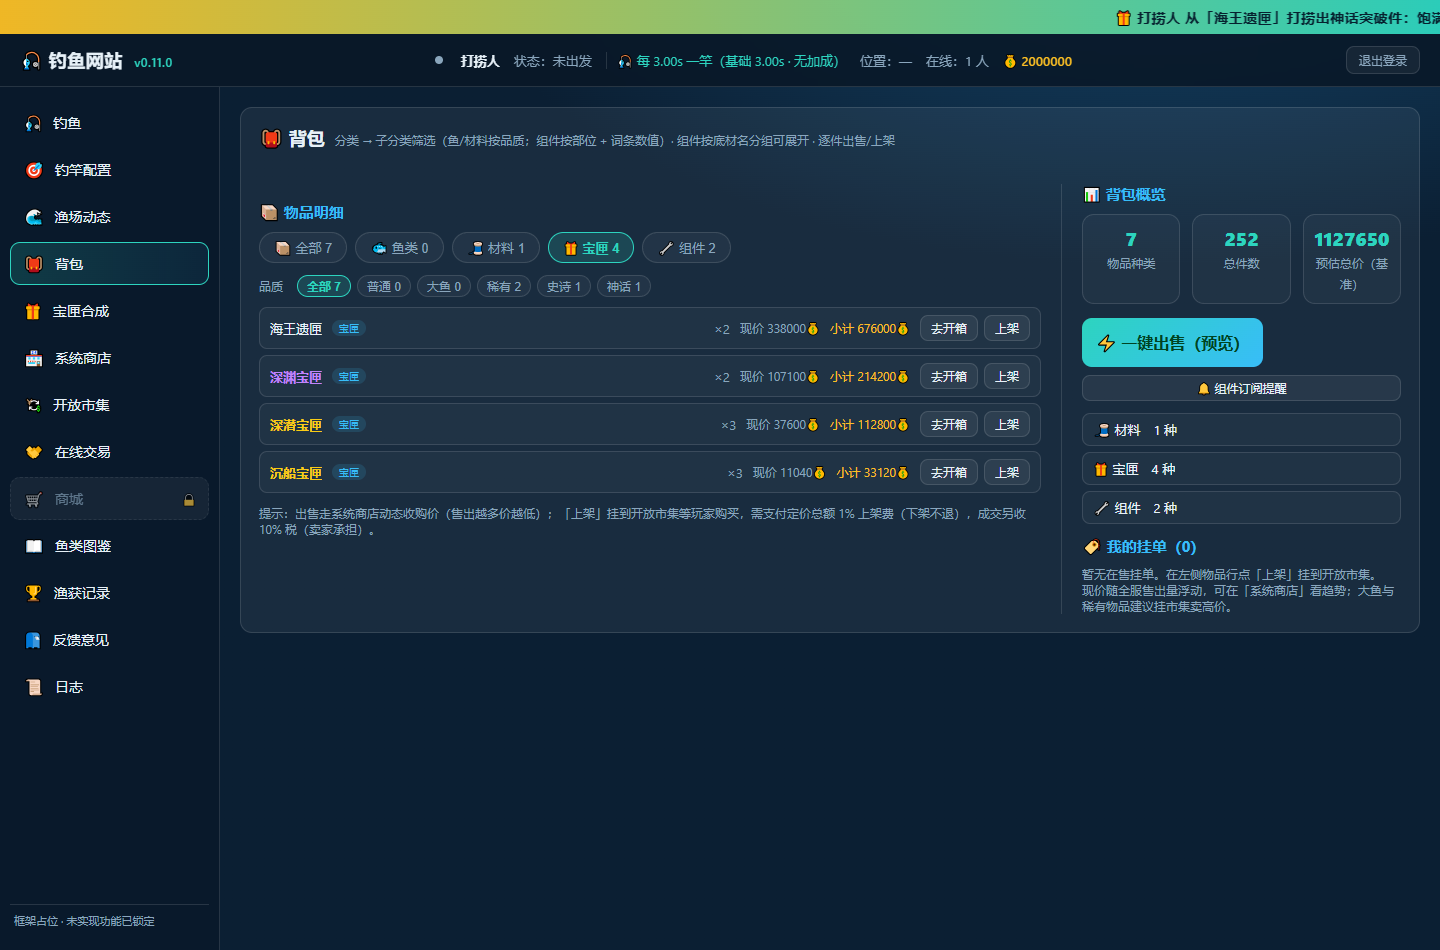 打捞人 从「海王遗匣」打捞出神话突破件：饱满
钓鱼网站 v0.11.0
打捞人 状态：未出发 每 3.00s 一竿（基础 3.00s · 无加成） 位置：— 在线：1 人 2000000
退出登录
钓鱼
钓竿配置
渔场动态
背包
宝匣合成
系统商店
开放市集
在线交易
商城
鱼类图鉴
渔获记录
反馈意见
日志
框架占位 · 未实现功能已锁定
背包 分类 → 子分类筛选（鱼/材料按品质；组件按部位 + 词条数值）· 组件按底材名分组可展开 · 逐件出售/上架
物品明细
全部 7 鱼类 0 材料 1 宝匣 4 组件 2
品质 全部 7 普通 0 大鱼 0 稀有 2 史诗 1 神话 1
海王遗匣 宝匣 ×2 现价 338000 小计 676000 去开箱 上架
深渊宝匣 宝匣 ×2 现价 107100 小计 214200 去开箱 上架
深潜宝匣 宝匣 ×3 现价 37600 小计 112800 去开箱 上架
沉船宝匣 宝匣 ×3 现价 11040 小计 33120 去开箱 上架
提示：出售走系统商店动态收购价（售出越多价越低）；「上架」挂到开放市集等玩家购买，需支付定价总额 1% 上架费（下架不退），成交另收
10% 税（卖家承担）。
背包概览
7 252 1127650
物品种类 总件数 预估总价（基
准）
一键出售（预览）
组件订阅提醒
材料 1 种
宝匣 4 种
组件 2 种
我的挂单（0）
暂无在售挂单。在左侧物品行点「上架」挂到开放市集。
现价随全服售出量浮动，可在「系统商店」看趋势；大鱼与
稀有物品建议挂市集卖高价。